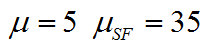 μ = 5 μ_SF = 35